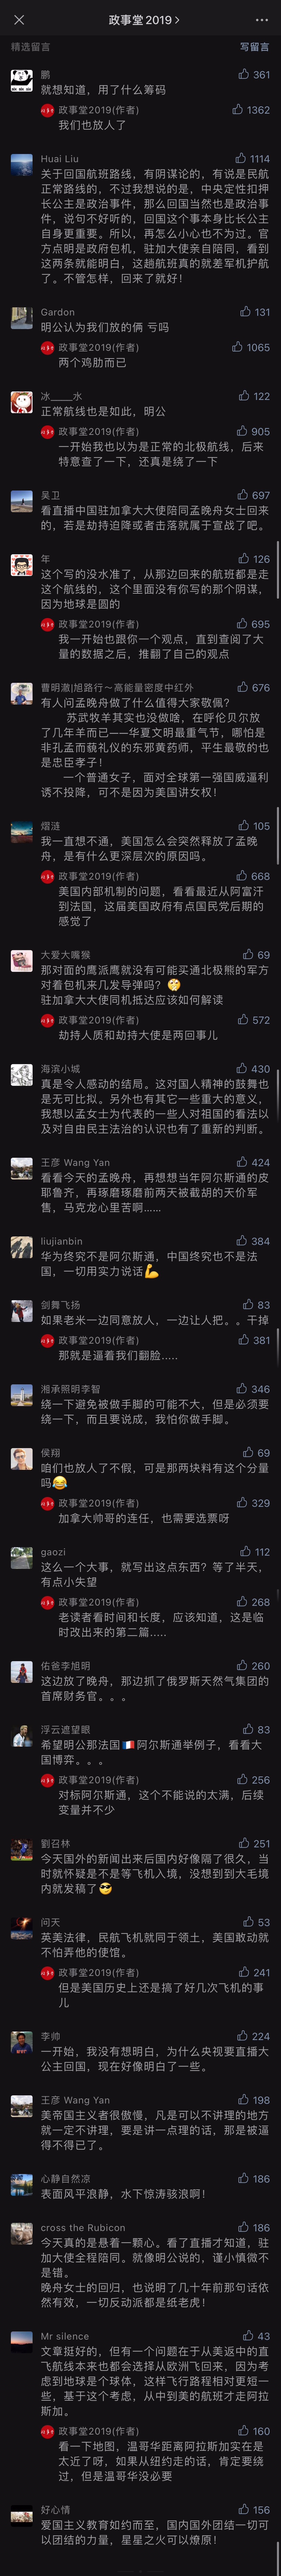 政事堂2019
精选留言
写留言
鹏
361
就想知道，用了什么筹码
政事堂2019(作者)
1362
我们也放人了
Huai Liu
1114
关于回国航班路线，有阴谋论的，有说是民航
正常路线的，不过我想说的是，中央定性扣押
长公主是政治事件，那么回国当然也是政治事
件，说句不好听的，回国这个事本身比长公主
自身更重要。所以，再怎么小心也不为过。官
方点明是政府包机，驻加大使亲自陪同，看到
这两条就能明白，这趟航班真的就差军机护航
了。不管怎样，回来了就好！
Gardon
131
明公认为我们放的俩 亏吗
政事堂2019(作者)
1065
两个鸡肋而已
冰____水
122
正常航线也是如此，明公
政事堂2019(作者)
905
一开始我也以为是正常的北极航线，后来
特意查了一下，还真是绕了一下
吴卫
697
看直播中国驻加拿大大使陪同孟晚舟女士回来
的，若是劫持迫降或者击落就属于宣战了吧。
年
126
这个写的没水准了，从那边回来的航班都是走
这个航线的，这个里面没有你写的那个阴谋，
因为地球是圆的
政事堂2019(作者)
695
我一开始也跟你一个观点，直到查阅了大
量的数据之后，推翻了自己的观点
曹明澈|旭路行～高能量密度中红外
676
有人问孟晚舟做了什么值得大家敬佩？
苏武牧羊其实也没做啥，在呼伦贝尔放
了几年羊而已——华夏文明最重气节，哪怕是
非孔孟而藐礼仪的东邪黄药师，平生最敬的也
是忠臣孝子！
一个普通女子，面对全球第一强国威逼利
诱不投降，可不是因为美国讲女权！
熠涟
105
我一直想不通，美国怎么会突然释放了孟晚
舟，是有什么更深层次的原因吗。
政事堂2019(作者)
668
美国内部机制的问题，看看最近从阿富汗
到法国，这届美国政府有点国民党后期的
感觉了
大爱大嘴猴
69
那对面的鹰派鹰就没有可能买通北极熊的军方
对着包机来几发导弹吗？🧐
驻加拿大大使同机抵达应该如何解读
政事堂2019(作者)
572
劫持人质和劫持大使是两回事儿
海滨小城
430
真是令人感动的结局。这对国人精神的鼓舞也
是无可比拟。另外也有其它一些重大的意义，
我想以孟女士为代表的一些人对祖国的看法以
及对自由民主法治的认识也有了重新的判断。
王彦 Wang Yan
424
看看今天的孟晚舟，再想想当年阿尔斯通的皮
耶鲁齐，再琢磨琢磨前两天被截胡的天价军
售，马克龙心里苦啊……
liujianbin
384
华为终究不是阿尔斯通，中国终究也不是法
国，一切用实力说话💪
剑舞飞扬
83
如果老米一边同意放人，一边让人把。。干掉
政事堂2019(作者)
381
那就是逼着我们翻脸.....
湘承照明李智
346
绕一下避免被做手脚的可能不大，但是必须要
绕一下，而且要说成，我怕你做手脚。
侯翔
69
咱们也放人了不假，可是那两块料有这个分量
吗😂
政事堂2019(作者)
329
加拿大帅哥的连任，也需要选票呀
gaozi
112
这么一个大事，就写出这点东西？等了半天，
有点小失望
政事堂2019(作者)
268
老读者看时间和长度，应该知道，这是临
时改出来的第二篇.....
佑爸李旭明
260
这边放了晚舟，那边抓了俄罗斯天然气集团的
首席财务官。。。
浮云遮望眼
83
希望明公那法国🇫🇷阿尔斯通举例子，看看大
国博弈。。。
政事堂2019(作者)
256
对标阿尔斯通，这个不能说的太满，后续
变量并不少
劉召林
251
今天国外的新闻出来后国内好像隔了很久，当
时就怀疑是不是等飞机入境，没想到到大毛境
内就发稿了😎
问天
53
英美法律，民航飞机就同于领土，美国敢动就
不怕弄他的使馆。
政事堂2019(作者)
241
但是美国历史上还是搞了好几次飞机的事
儿
李帅
224
一开始，我没有想明白，为什么央视要直播大
公主回国，现在好像明白了一些。
王彦 Wang Yan
198
美帝国主义者很傲慢，凡是可以不讲理的地方
就一定不讲理，要是讲一点理的话，那是被逼
得不得已了。
心静自然凉
186
表面风平浪静，水下惊涛骇浪啊！
cross the Rubicon
186
今天真的是悬着一颗心。看了直播才知道，驻
加大使全程陪同。就像明公说的，谨小慎微不
是错。
晚舟女士的回归，也说明了几十年前那句话依
然有效，一切反动派都是纸老虎！
Mr silence
43
文章挺好的，但有一个问题在于从美返中的直
飞航线本来也都会选择从欧洲飞回来，因为考
虑到地球是个球体，这样飞行路程相对更短一
些，基于这个考虑，从中到美的航班才走阿拉
斯加。
政事堂2019(作者)
160
看一下地图，温哥华距离阿拉斯加实在是
太近了呀，如果从纽约走的话，肯定要绕
过，但是温哥华没必要
好心情
156
爱国主义教育如约而至，国内国外团结一切可
以团结的力量，星星之火可以燎原！